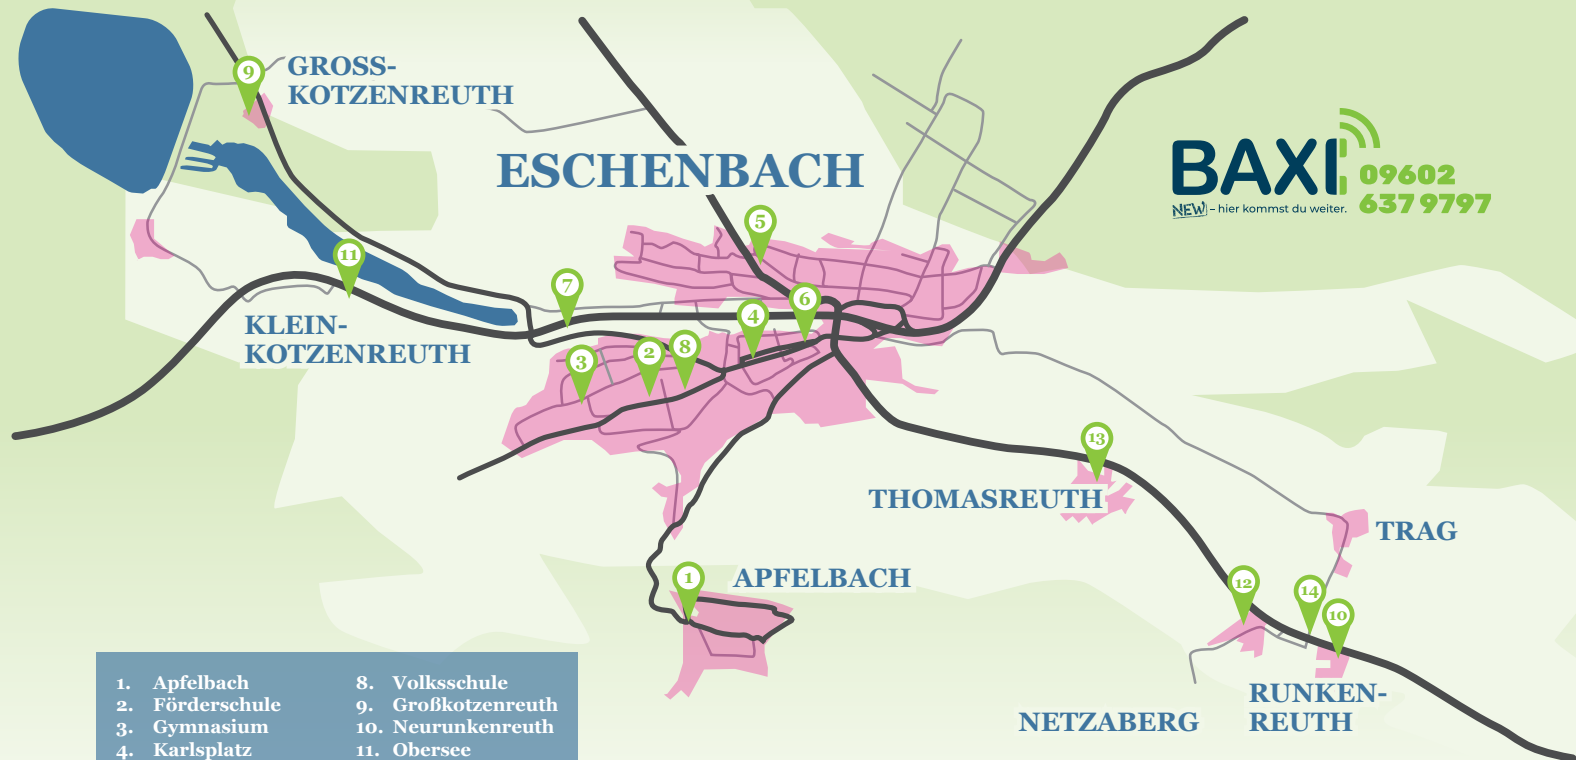 9
GROSS-
KOTZENREUTH
ESCHENBACH
BAXI
09602
637 9797
NEW – hier kommst du weiter.
5
11
7
6
4
KLEIN-
KOTZENREUTH
3
2
8
13
THOMASREUTH
TRAG
1
APFELBACH
12
14
10
RUNKEN-
REUTH
NETZABERG
1. Apfelbach
2. Förderschule
3. Gymnasium
4. Karlsplatz
8. Volksschule
9. Großkotzenreuth
10. Neurunkenreuth
11. Obersee